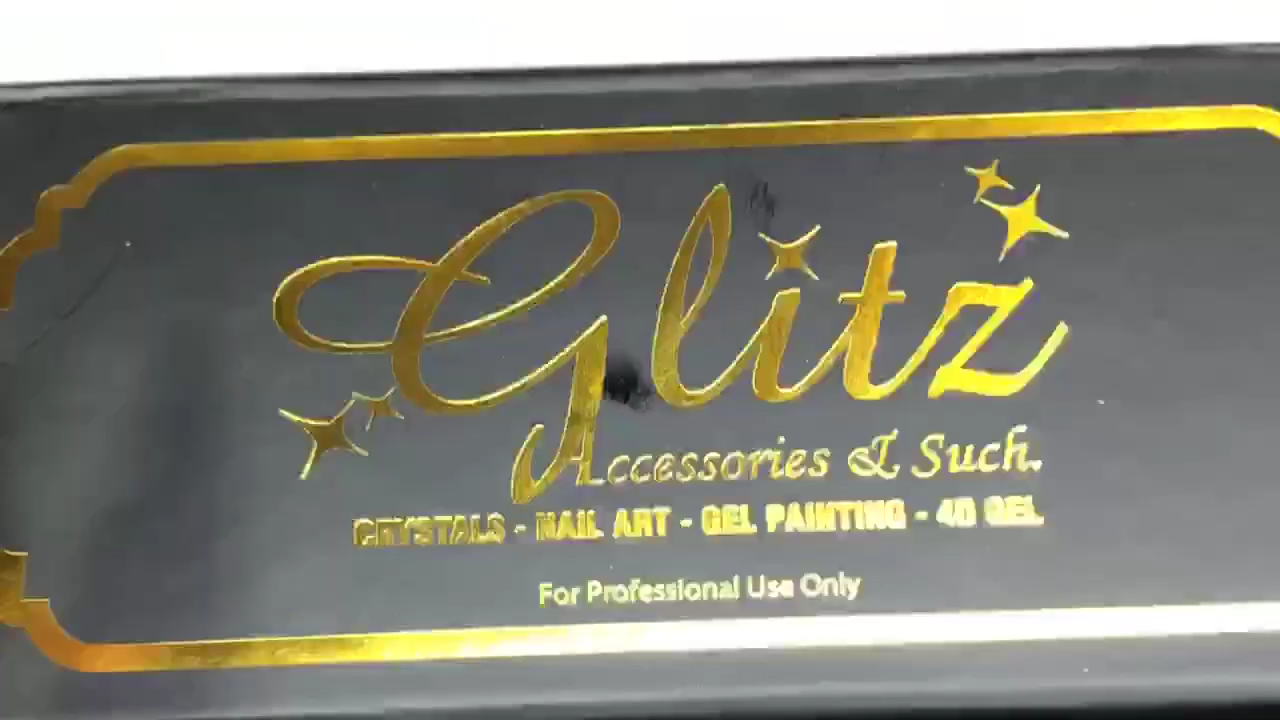 Glitz
Accessories & Such.
CRYSTALS - NAIL ART - GEL PAINTING - 4D GEL
For Professional Use Only